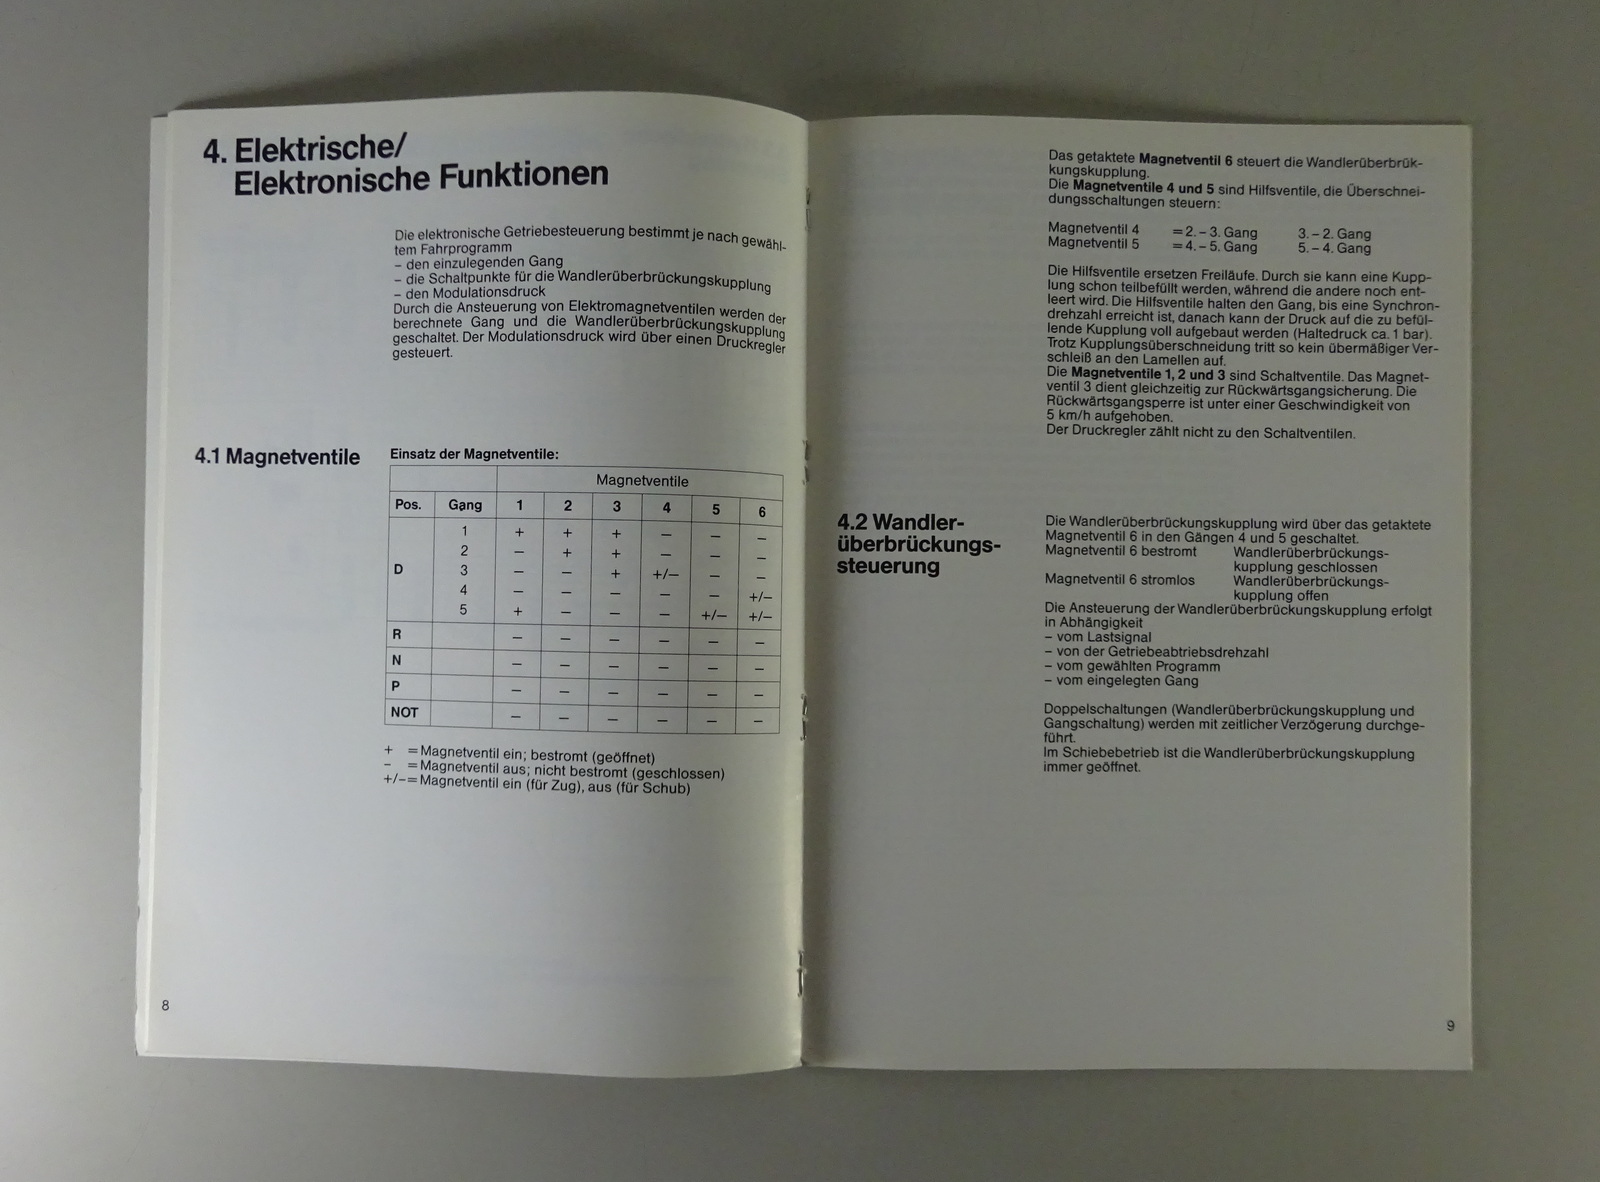 4. Elektrische/
Elektronische Funktionen
Die elektronische Getriebesteuerung bestimmt je nach gewähl-
tem Fahrprogramm
– den einzulegenden Gang
– die Schaltpunkte für die Wandlerüberbrückungskupplung
– den Modulationsdruck
Durch die Ansteuerung von Elektromagnetventilen werden der
berechnete Gang und die Wandlerüberbrückungskupplung
geschaltet. Der Modulationsdruck wird über einen Druckregler
gesteuert.
4.1 Magnetventile
Einsatz der Magnetventile:
Magnetventile
Pos. Gang 1 2 3 4 5 6
1 + + + – – –
2 – + + – – –
D 3 – – + +/– – –
4 – – – – – +/–
5 + – – – +/– +/–
R – – – – – –
N – – – – – –
P – – – – – –
NOT – – – – – –
+ = Magnetventil ein; bestromt (geöffnet)
– = Magnetventil aus; nicht bestromt (geschlossen)
+/– = Magnetventil ein (für Zug), aus (für Schub)
8
Das getaktete Magnetventil 6 steuert die Wandlerüberbrük-
kungskupplung.
Die Magnetventile 4 und 5 sind Hilfsventile, die Überschnei-
dungsschaltungen steuern:
Magnetventil 4 = 2. – 3. Gang 3. – 2. Gang
Magnetventil 5 = 4. – 5. Gang 5. – 4. Gang
Die Hilfsventile ersetzen Freiläufe. Durch sie kann eine Kupp-
lung schon teilbefüllt werden, während die andere noch ent-
leert wird. Die Hilfsventile halten den Gang, bis eine Synchron-
drehzahl erreicht ist, danach kann der Druck auf die zu befül-
lende Kupplung voll aufgebaut werden (Haltedruck ca. 1 bar).
Trotz Kupplungsüberschneidung tritt so kein übermäßiger Ver-
schleiß an den Lamellen auf.
Die Magnetventile 1, 2 und 3 sind Schaltventile. Das Magnet-
ventil 3 dient gleichzeitig zur Rückwärtsgangsicherung. Die
Rückwärtsgangsperre ist unter einer Geschwindigkeit von
5 km/h aufgehoben.
Der Druckregler zählt nicht zu den Schaltventilen.
4.2 Wandler-
überbrückungs-
steuerung
Die Wandlerüberbrückungskupplung wird über das getaktete
Magnetventil 6 in den Gängen 4 und 5 geschaltet.
Magnetventil 6 bestromt Wandlerüberbrückungs-
kupplung geschlossen
Magnetventil 6 stromlos Wandlerüberbrückungs-
kupplung offen
Die Ansteuerung der Wandlerüberbrückungskupplung erfolgt
in Abhängigkeit
– vom Lastsignal
– von der Getriebeabtriebsdrehzahl
– vom gewählten Programm
– vom eingelegten Gang
Doppelschaltungen (Wandlerüberbrückungskupplung und
Gangschaltung) werden mit zeitlicher Verzögerung durchge-
führt.
Im Schiebebetrieb ist die Wandlerüberbrückungskupplung
immer geöffnet.
9